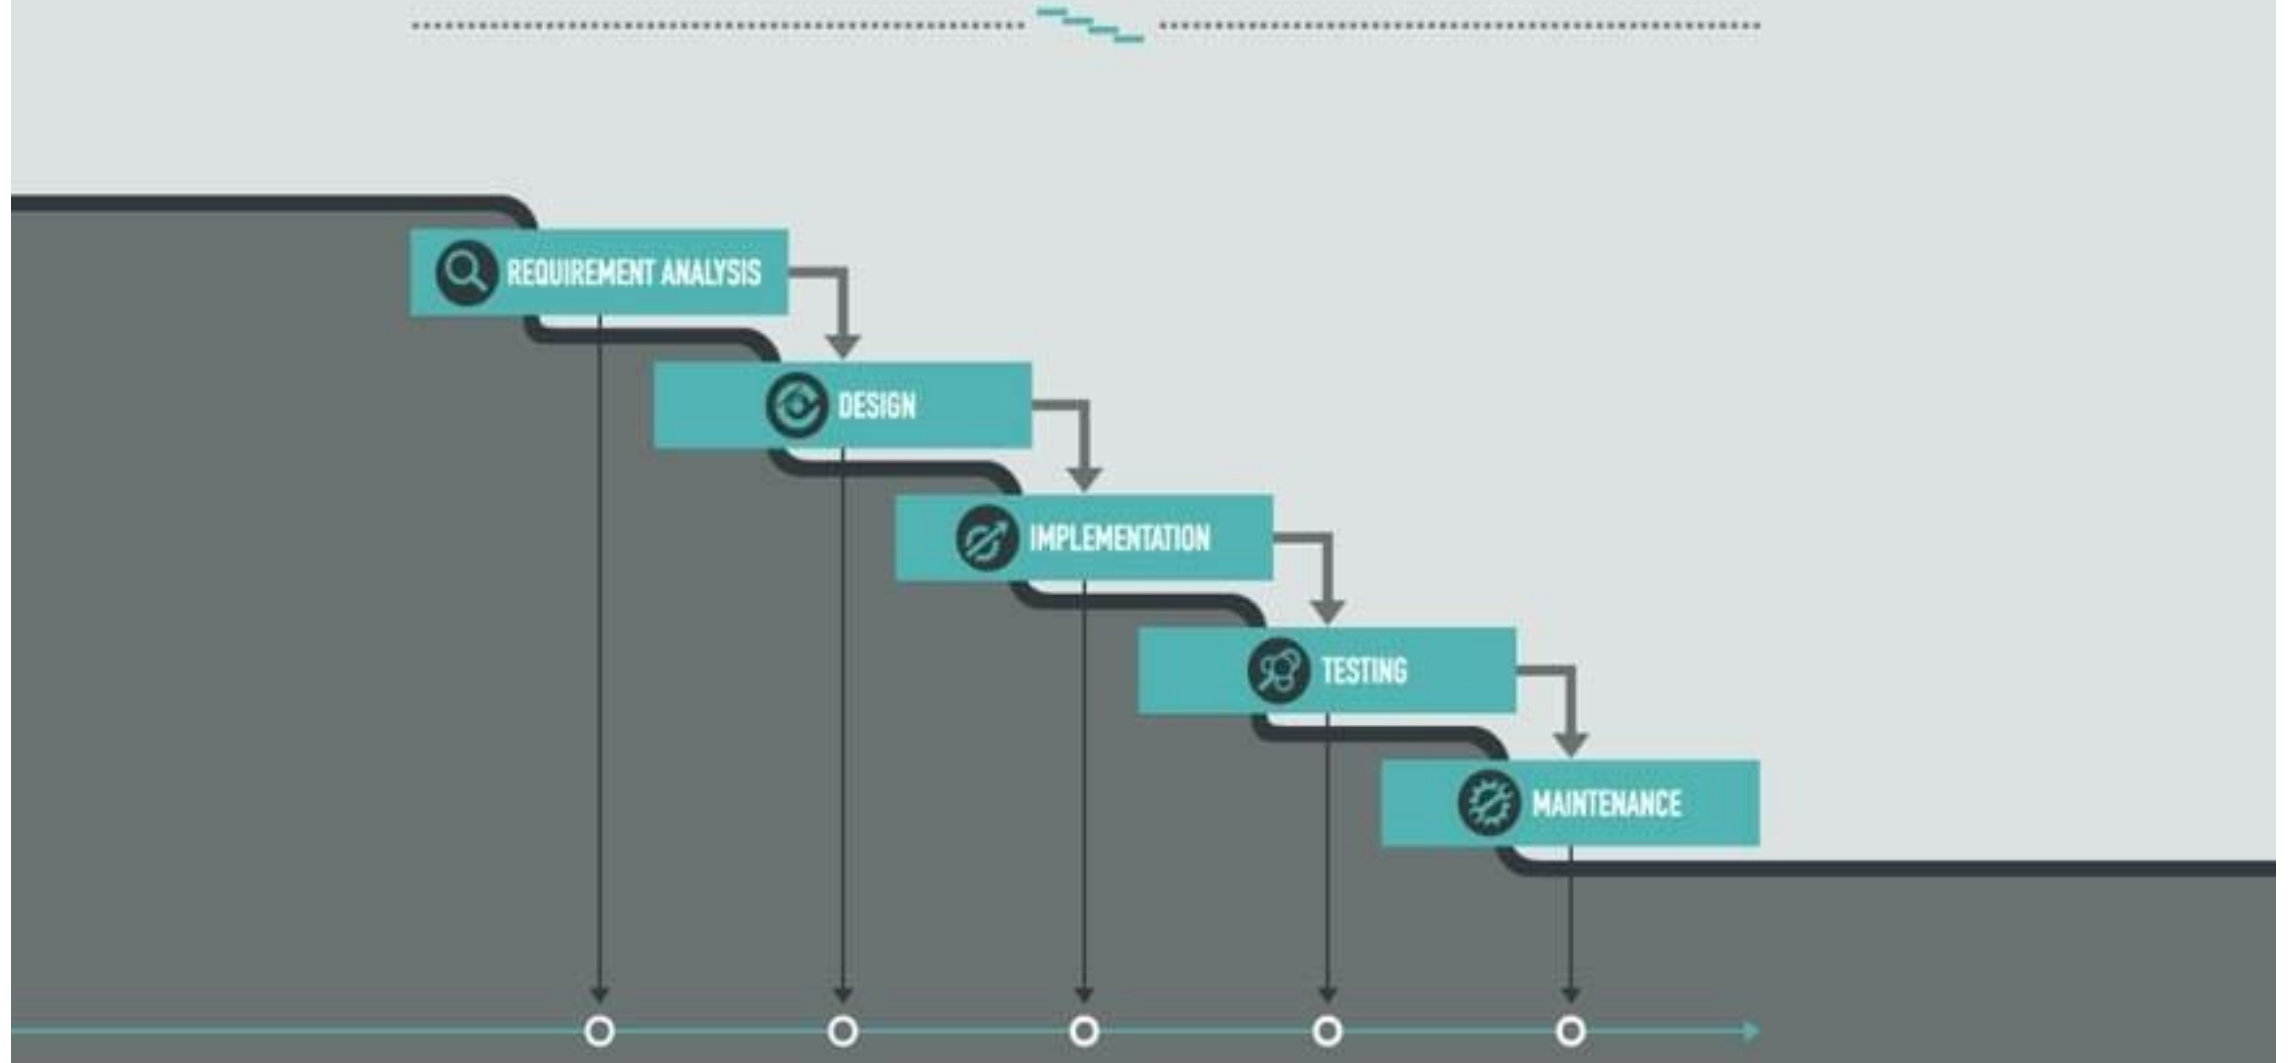 REQUIREMENT ANALYSIS
DESIGN
IMPLEMENTATION
TESTING
MAINTENANCE